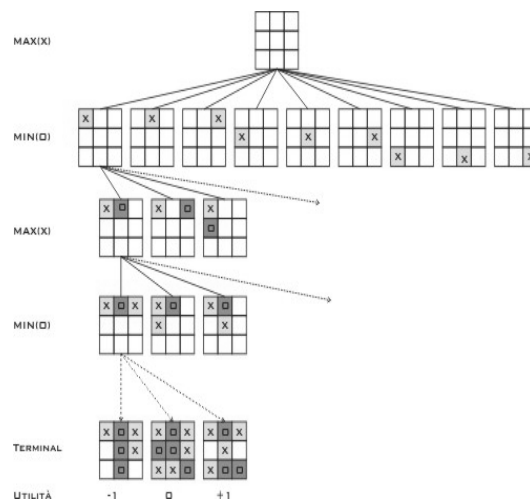 MAX(X)
X X X
MIN(O) X X X
X X X
X O X O X
MAX(X) O
X O X X O X O
MIN(O) X X
X O X X O X X O X
TERMINAL O X O O X X
O X X O X O O
UTILITÀ -1 0 +1